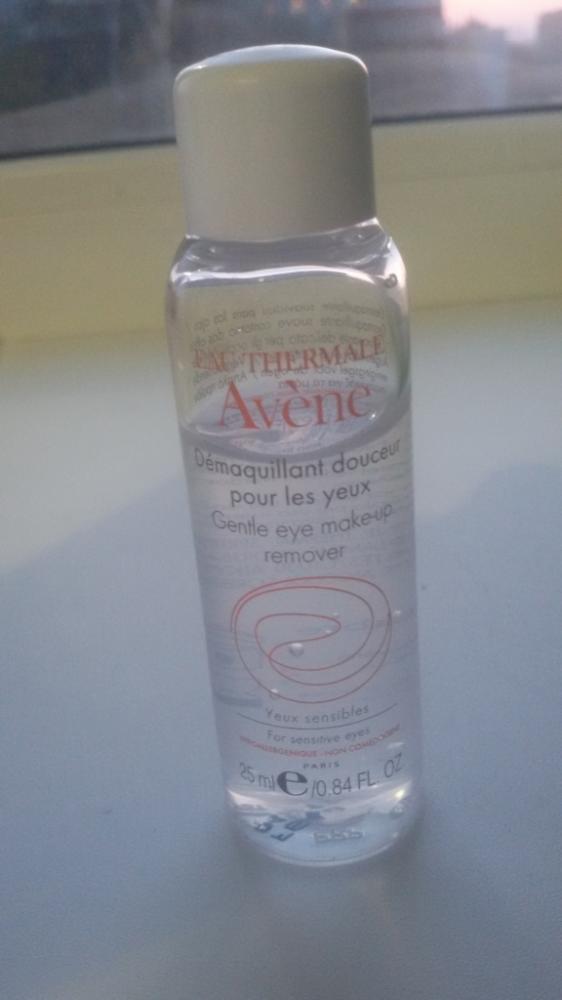 EAU THERMALE
Avène
Démaquillant douceur
pour les yeux
Gentle eye make-up
remover
Yeux sensibles
For sensitive eyes
HYPOALLERGENIQUE - NON COMEDOGENE
PARIS
25 ml e /0.84 FL. OZ